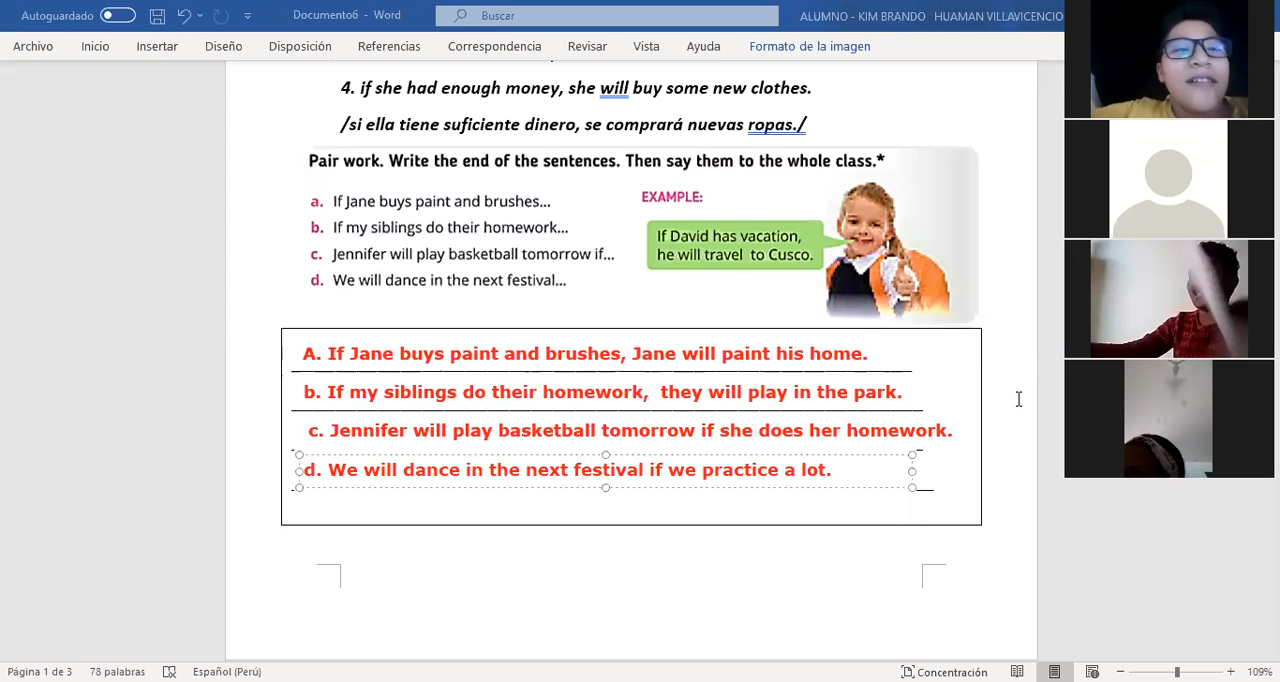 Autoguardado
Documento6 - Word
Buscar
ALUMNO - KIM BRANDO HUAMAN VILLAVICENCIO
Archivo Inicio Insertar Diseño Disposición Referencias Correspondencia Revisar Vista Ayuda Formato de la imagen
4. if she had enough money, she will buy some new clothes.
/si ella tiene suficiente dinero, se comprará nuevas ropas./
Pair work. Write the end of the sentences. Then say them to the whole class.*
a. If Jane buys paint and brushes...
b. If my siblings do their homework...
c. Jennifer will play basketball tomorrow if...
d. We will dance in the next festival...
EXAMPLE:
If David has vacation,
he will travel to Cusco.
A. If Jane buys paint and brushes, Jane will paint his home.
b. If my siblings do their homework, they will play in the park.
c. Jennifer will play basketball tomorrow if she does her homework.
d. We will dance in the next festival if we practice a lot.
Página 1 de 3 78 palabras Español (Perú) Concentración 109%